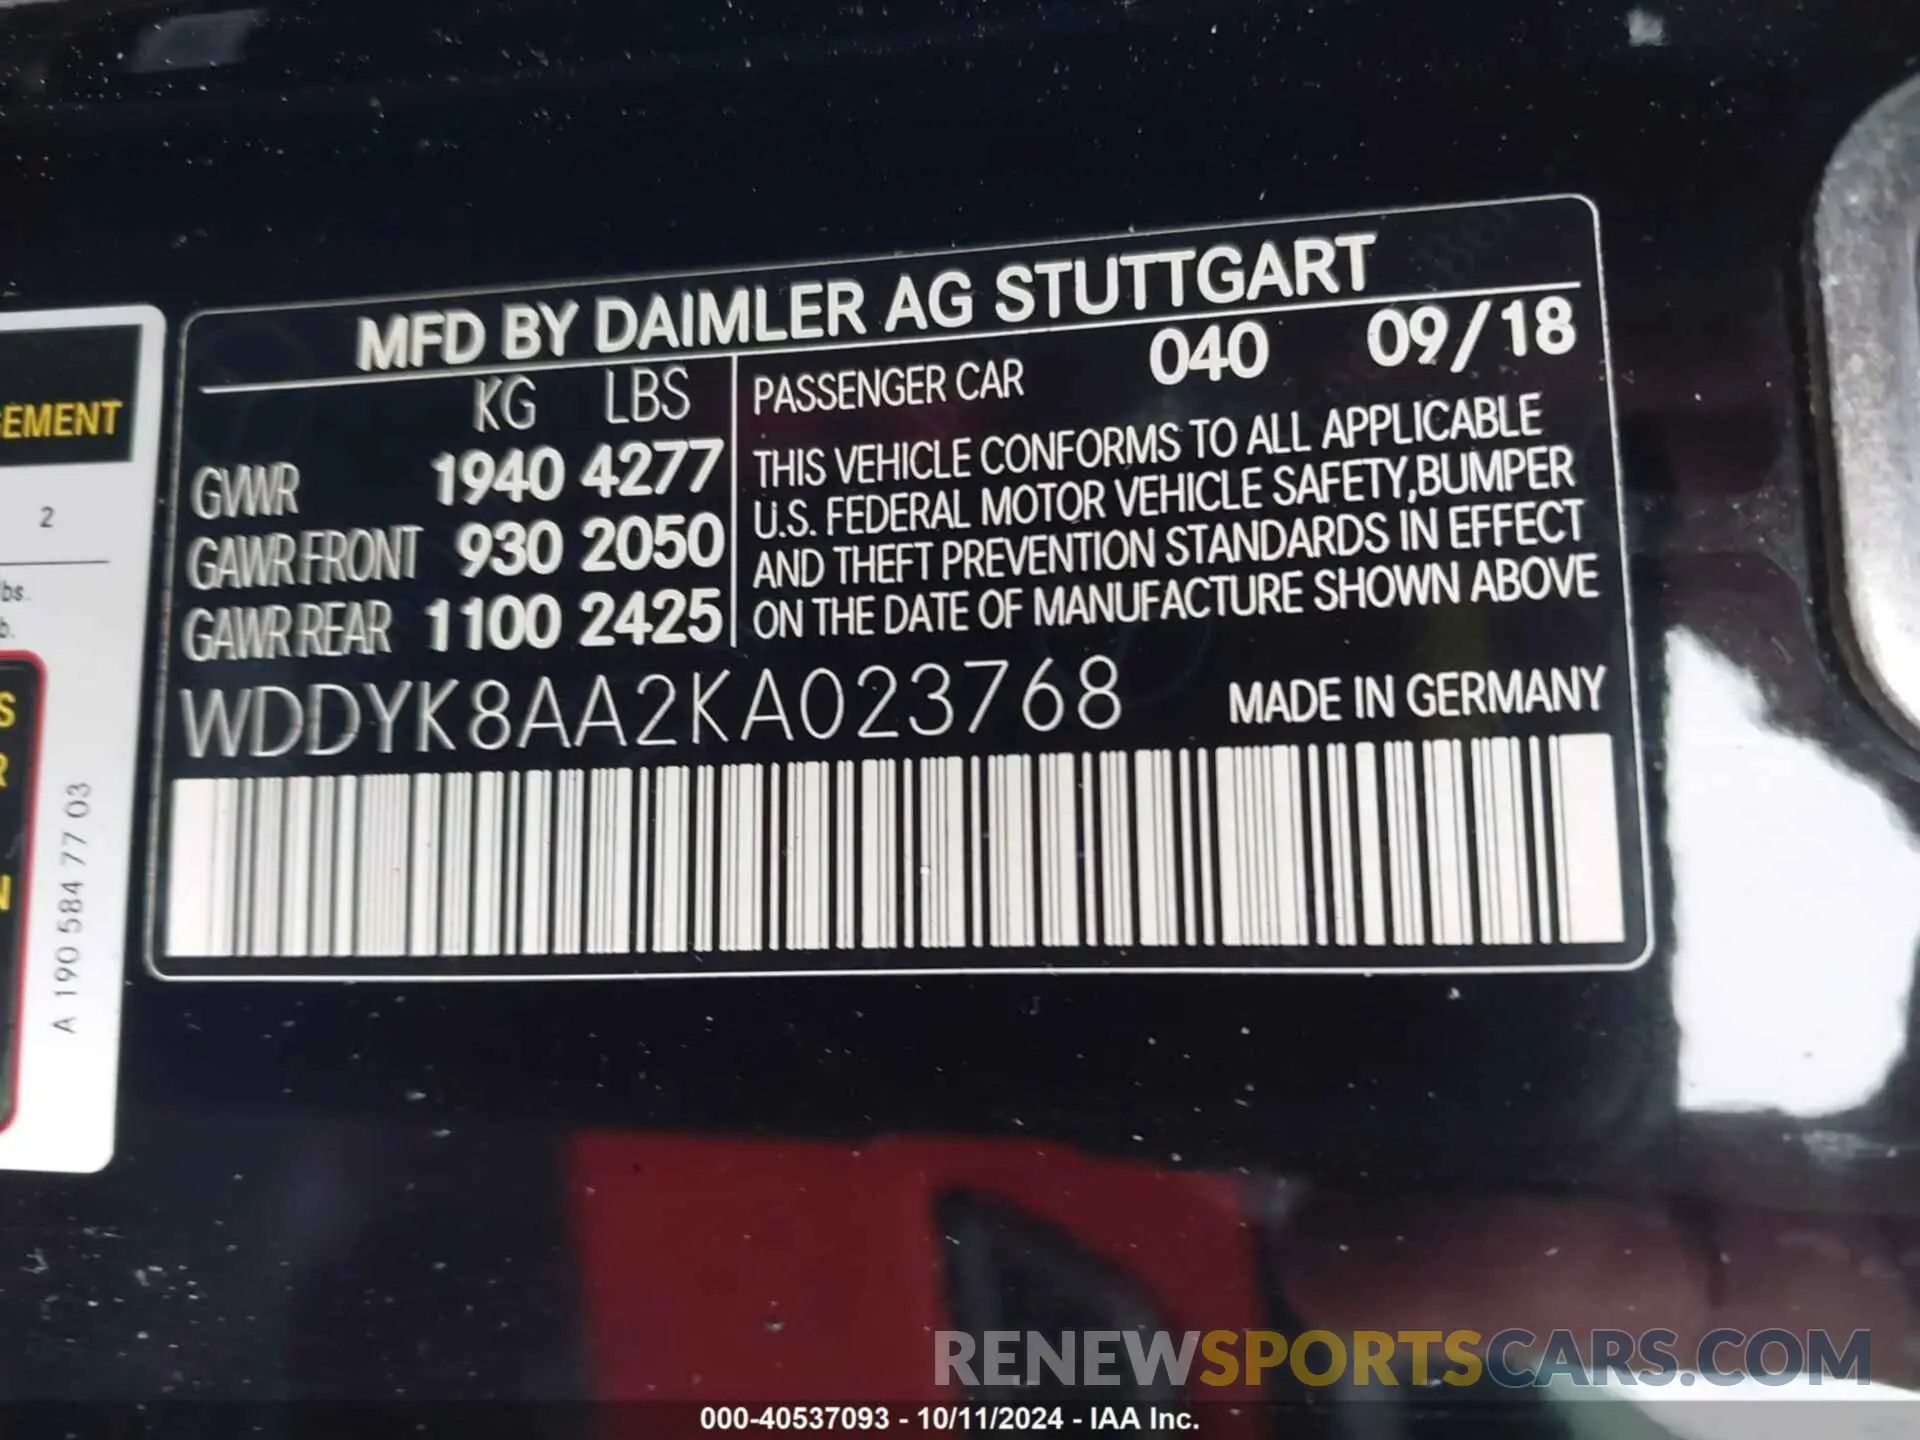 MFD BY DAIMLER AG STUTTGART
KG LBS
GVWR 1940 4277
GAWR FRONT 930 2050
GAWR REAR 1100 2425
PASSENGER CAR 040 09/18
THIS VEHICLE CONFORMS TO ALL APPLICABLE
U.S. FEDERAL MOTOR VEHICLE SAFETY,BUMPER
AND THEFT PREVENTION STANDARDS IN EFFECT
ON THE DATE OF MANUFACTURE SHOWN ABOVE
WDDYK8AA2KA023768 MADE IN GERMANY
2
lbs.
A 190 584 77 03
RENEWSPORTSCARS.COM
000-40537093 - 10/11/2024 - IAA Inc.